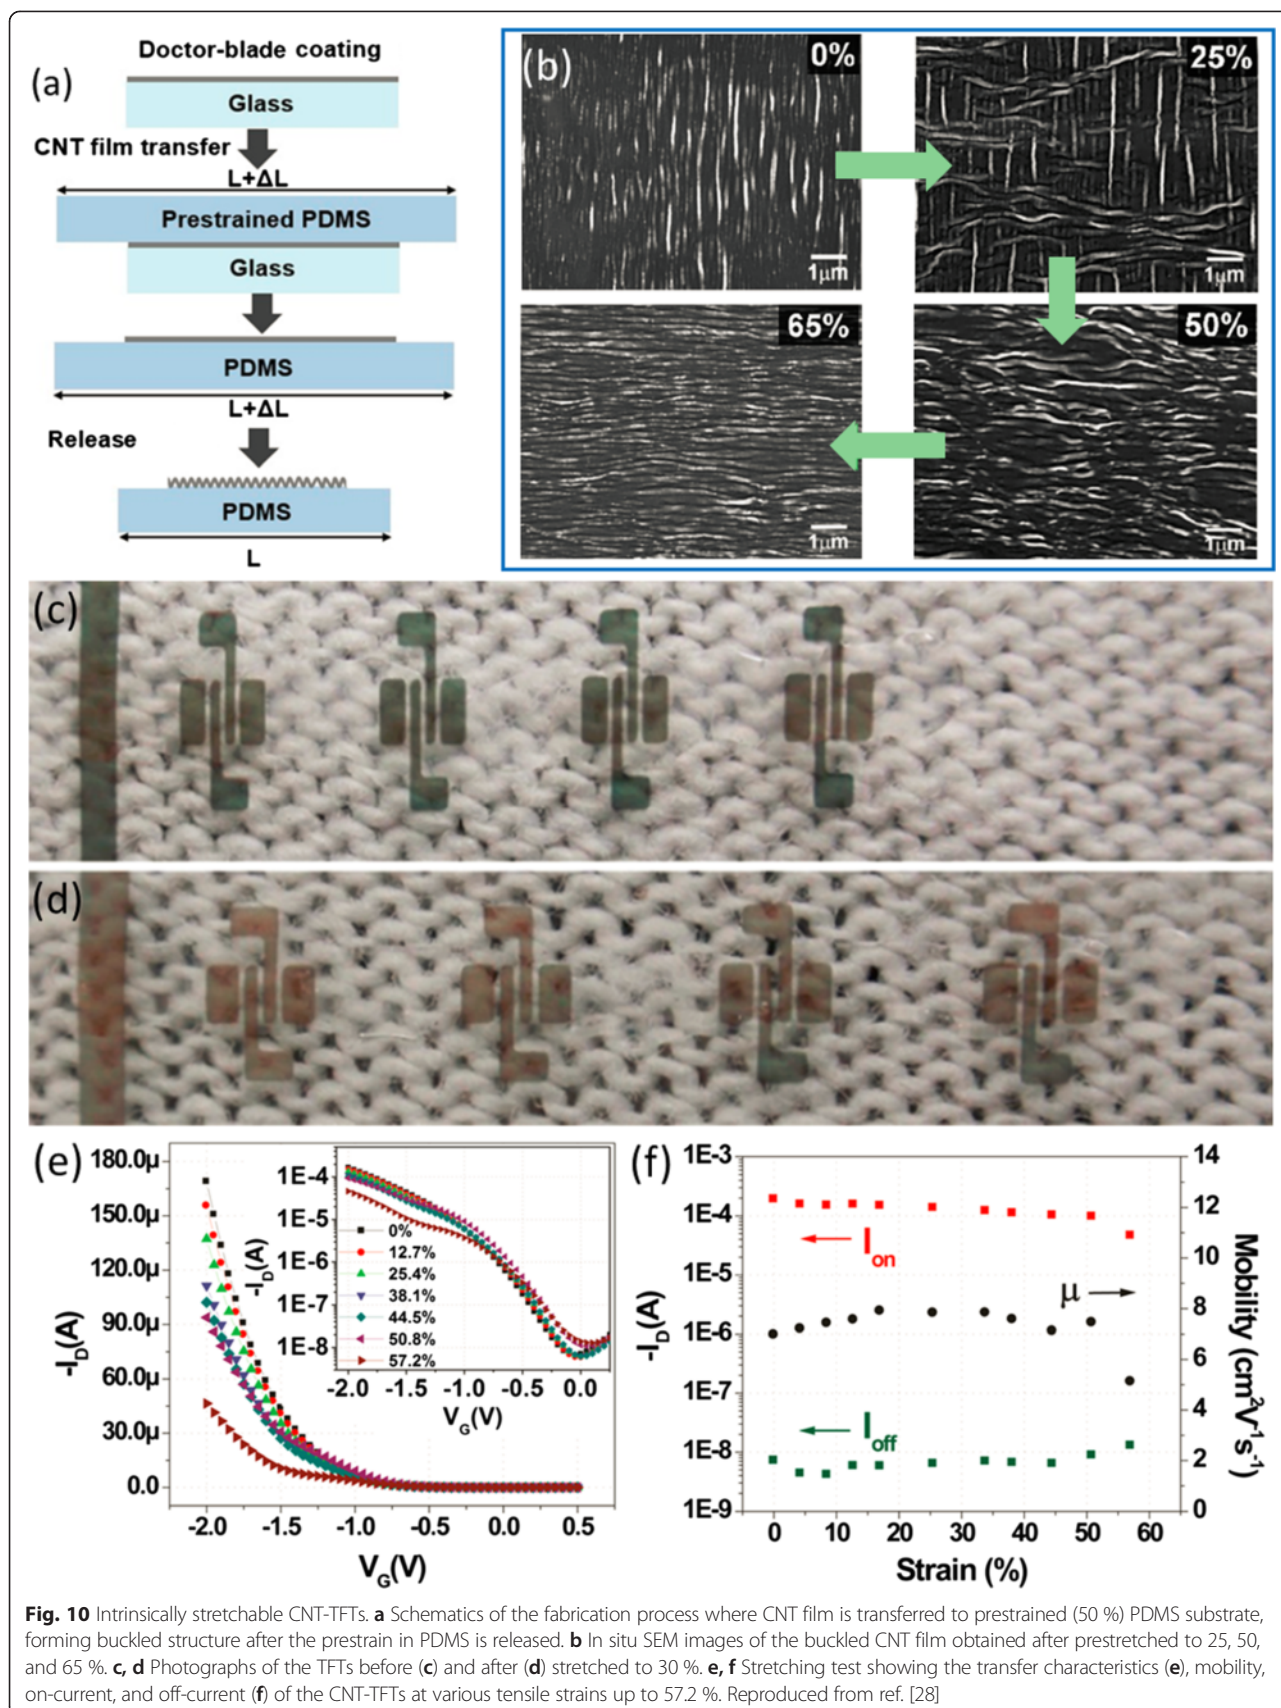 (a)
Doctor-blade coating
Glass
CNT film transfer
L+ΔL
Prestrained PDMS
Glass
PDMS
L+ΔL
Release
PDMS
L
(b)
0%
1μm
25%
1μm
65%
1μm
50%
1μm
(c)
(d)
(e)
180.0μ
150.0μ
120.0μ
90.0μ
60.0μ
30.0μ
0.0
-I_D(A)
-2.0 -1.5 -1.0 -0.5 0.0 0.5
V_G(V)
1E-4
1E-5
1E-6
1E-7
1E-8
-I_D(A)
0%
12.7%
25.4%
38.1%
44.5%
50.8%
57.2%
-2.0 -1.5 -1.0 -0.5 0.0
V_G(V)
(f)
1E-3
1E-4
1E-5
1E-6
1E-7
1E-8
1E-9
-I_D(A)
I_on
μ
I_off
14
12
10
8
6
4
2
0
Mobility (cm²V⁻¹s⁻¹)
0 10 20 30 40 50 60
Strain (%)
Fig. 10 Intrinsically stretchable CNT-TFTs. a Schematics of the fabrication process where CNT film is transferred to prestrained (50 %) PDMS substrate,
forming buckled structure after the prestrain in PDMS is released. b In situ SEM images of the buckled CNT film obtained after prestretched to 25, 50,
and 65 %. c, d Photographs of the TFTs before (c) and after (d) stretched to 30 %. e, f Stretching test showing the transfer characteristics (e), mobility,
on-current, and off-current (f) of the CNT-TFTs at various tensile strains up to 57.2 %. Reproduced from ref. [28]